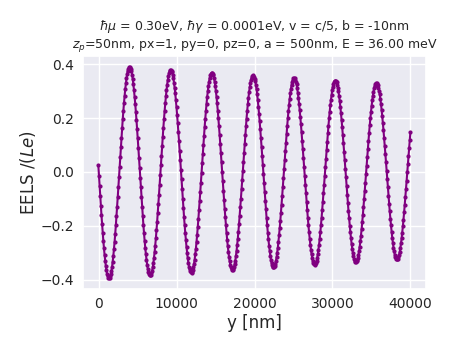 ħμ = 0.30eV, ħγ = 0.0001eV, v = c/5, b = -10nm
zₚ=50nm, px=1, py=0, pz=0, a = 500nm, E = 36.00 meV
EELS /(Le)
0.4
0.2
0.0
−0.2
−0.4
0 10000 20000 30000 40000
y [nm]